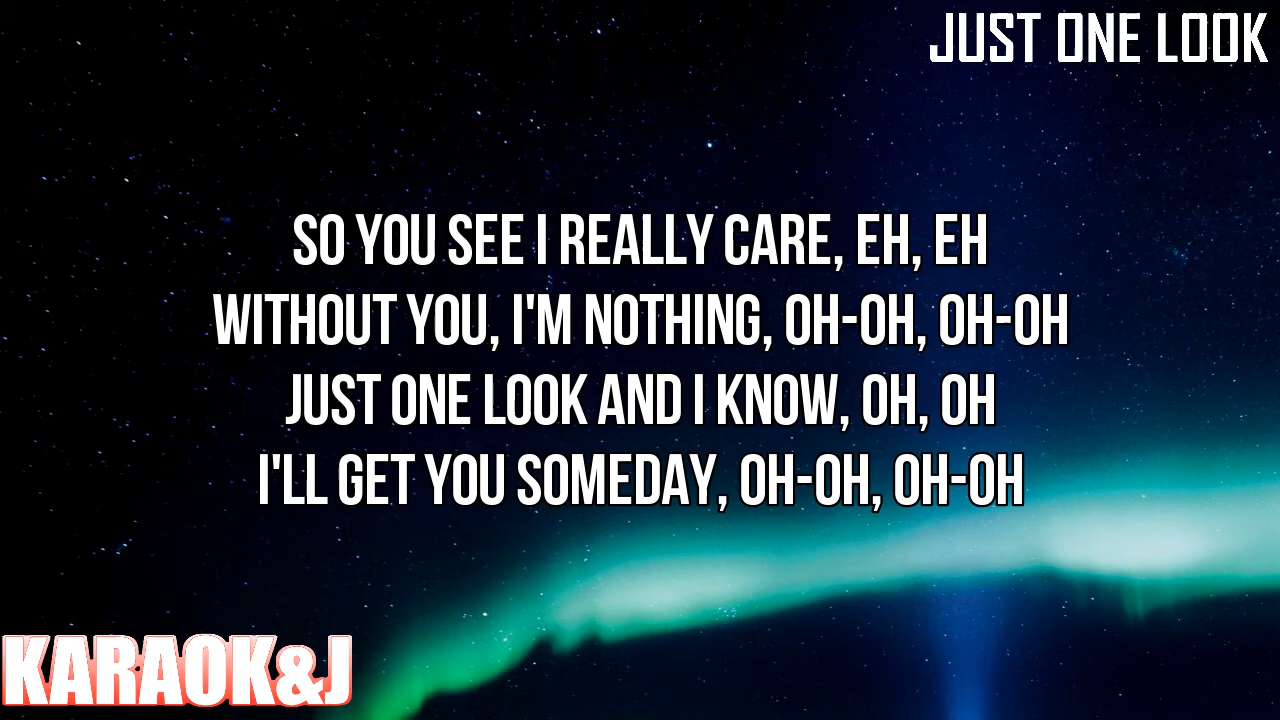 JUST ONE LOOK
SO YOU SEE I REALLY CARE, EH, EH
WITHOUT YOU, I'M NOTHING, OH-OH, OH-OH
JUST ONE LOOK AND I KNOW, OH, OH
I'LL GET YOU SOMEDAY, OH-OH, OH-OH
KARAOK&J